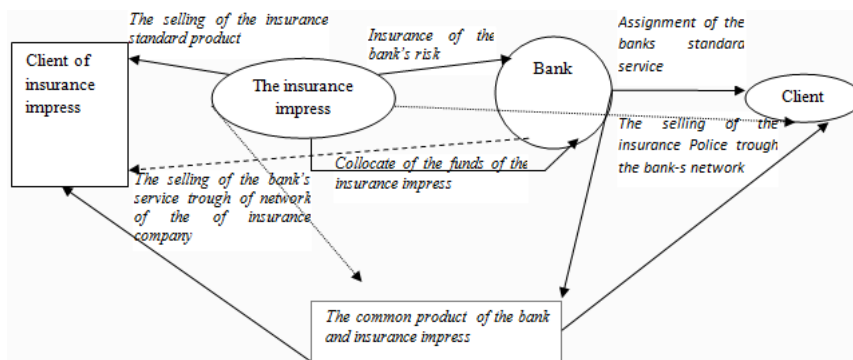 The selling of the insurance
standard product
Client of
insurance
impress
The insurance
impress
Insurance of the
bank's risk
Bank
Assignment of the
banks standard
service
Client
The selling of the
insurance Police trough
the bank-s network
Collocate of the funds of the
insurance impress
The selling of the bank's
service trough of network
of the of insurance
company
The common product of the bank
and insurance impress